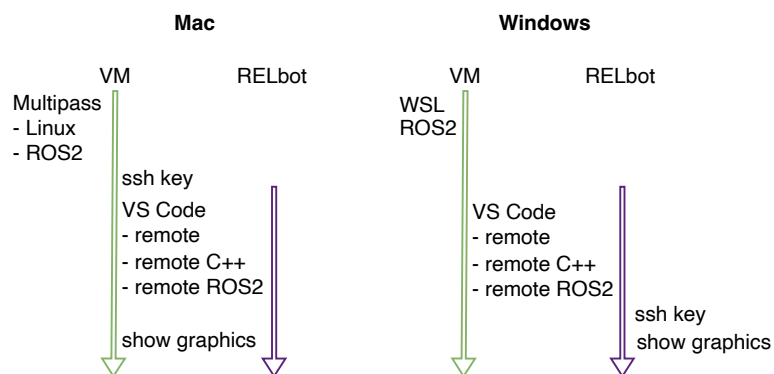 Mac
VM
RELbot
Multipass
- Linux
- ROS2
ssh key
VS Code
- remote
- remote C++
- remote ROS2
show graphics
Windows
VM
RELbot
WSL
ROS2
VS Code
- remote
- remote C++
- remote ROS2
ssh key
show graphics